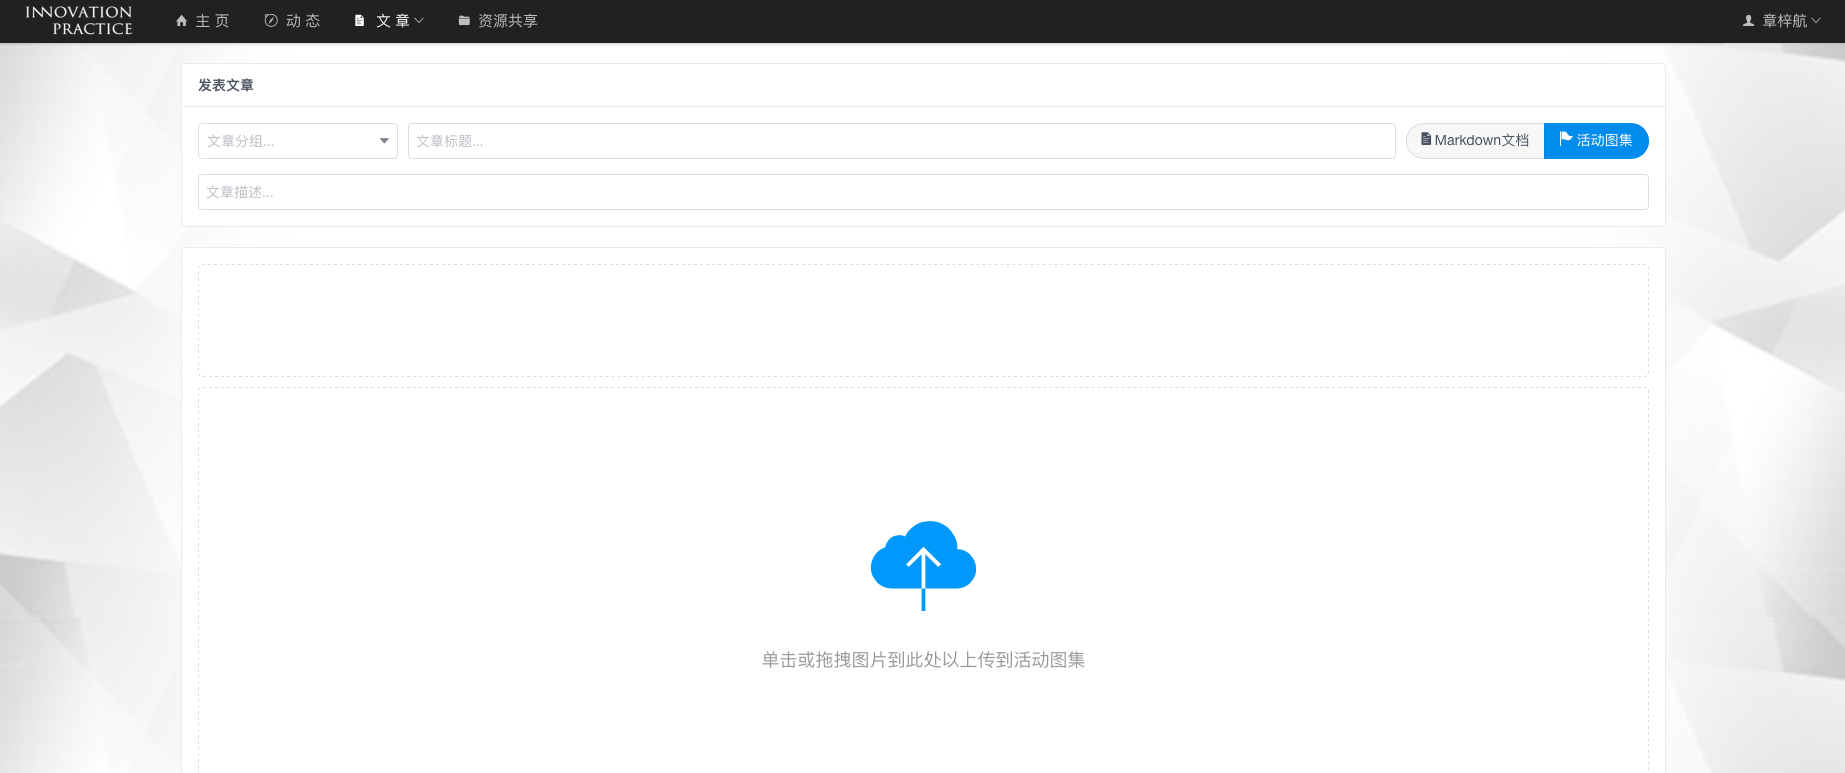 INNOVATION
PRACTICE
主 页
动 态
文 章
资源共享
章梓航
发表文章
文章分组...
文章标题...
Markdown文档
活动图集
文章描述...
单击或拖拽图片到此处以上传到活动图集